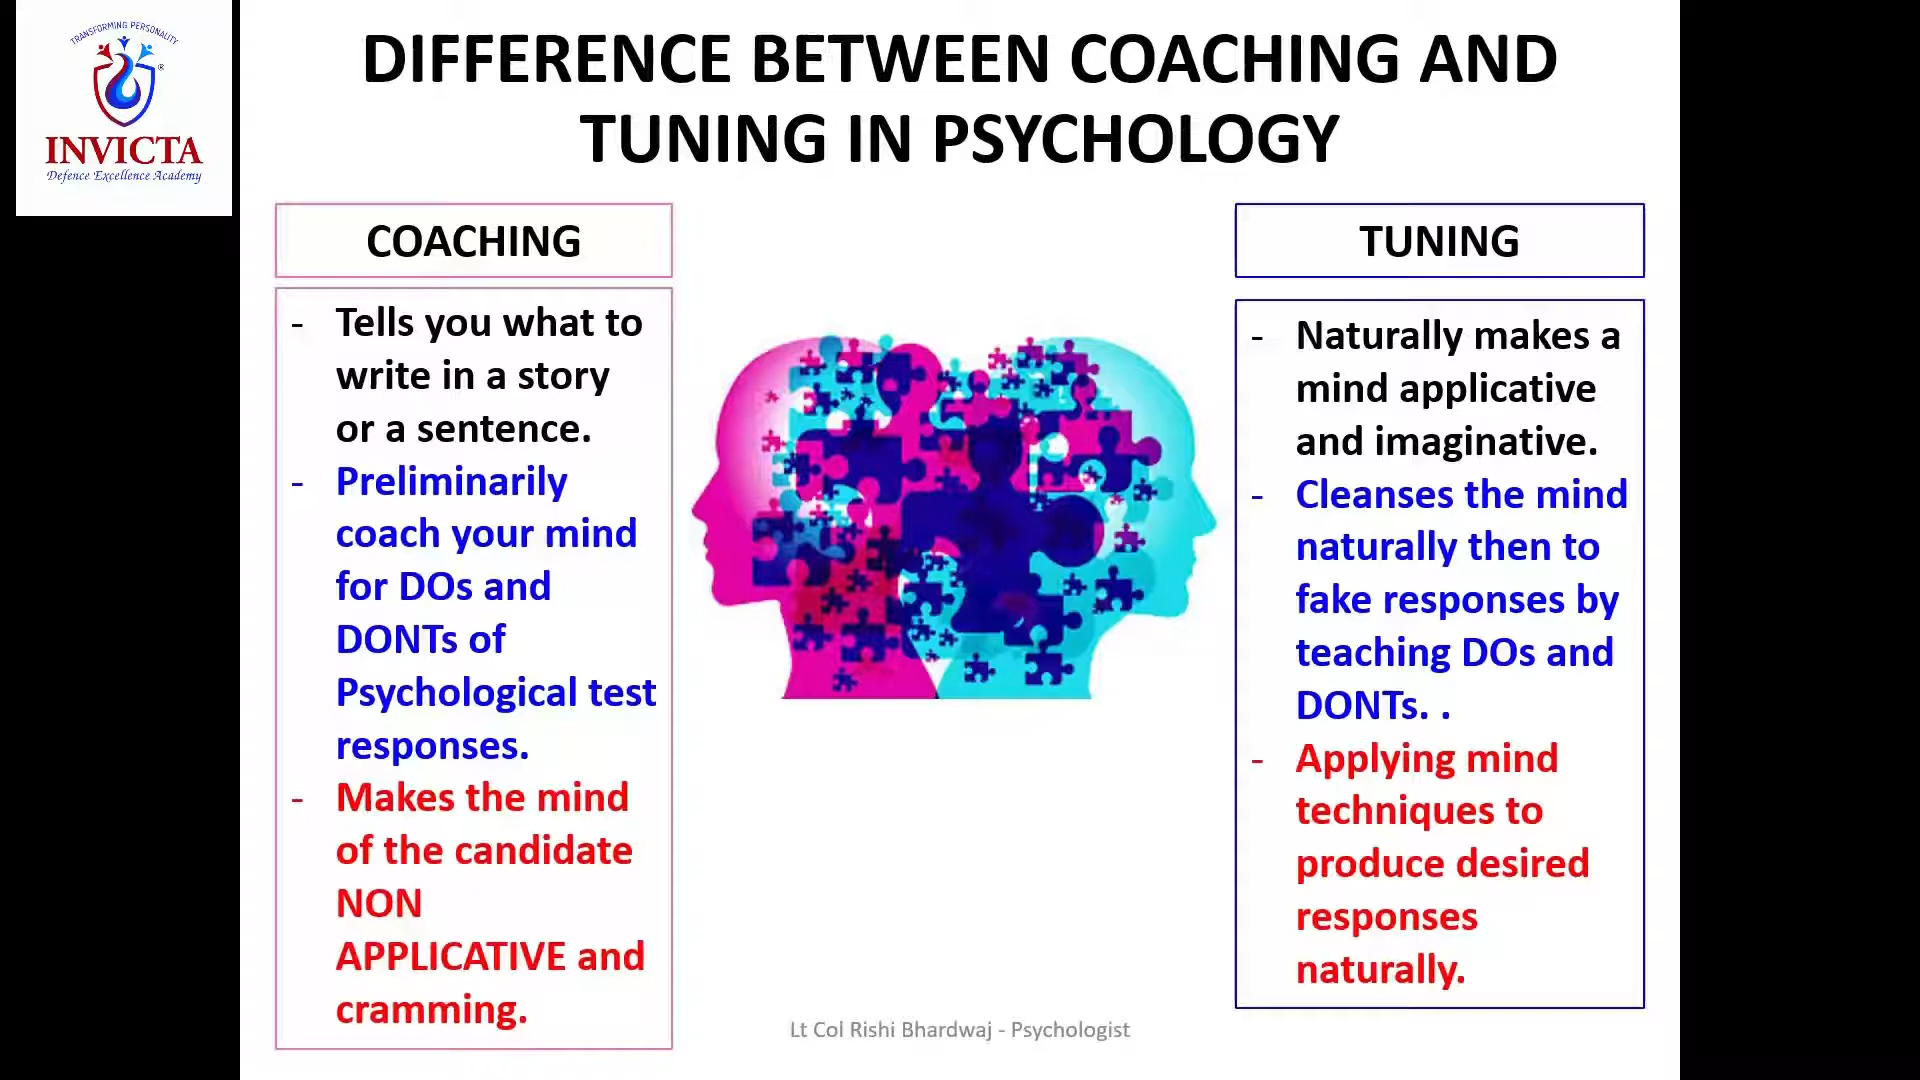 TRANSFORMING PERSONALITY
®
INVICTA
Defence Excellence Academy
DIFFERENCE BETWEEN COACHING AND
TUNING IN PSYCHOLOGY
COACHING
- Tells you what to
write in a story
or a sentence.
- Preliminarily
coach your mind
for DOs and
DONTs of
Psychological test
responses.
- Makes the mind
of the candidate
NON
APPLICATIVE and
cramming.
TUNING
- Naturally makes a
mind applicative
and imaginative.
- Cleanses the mind
naturally then to
fake responses by
teaching DOs and
DONTs. .
- Applying mind
techniques to
produce desired
responses
naturally.
Lt Col Rishi Bhardwaj - Psychologist